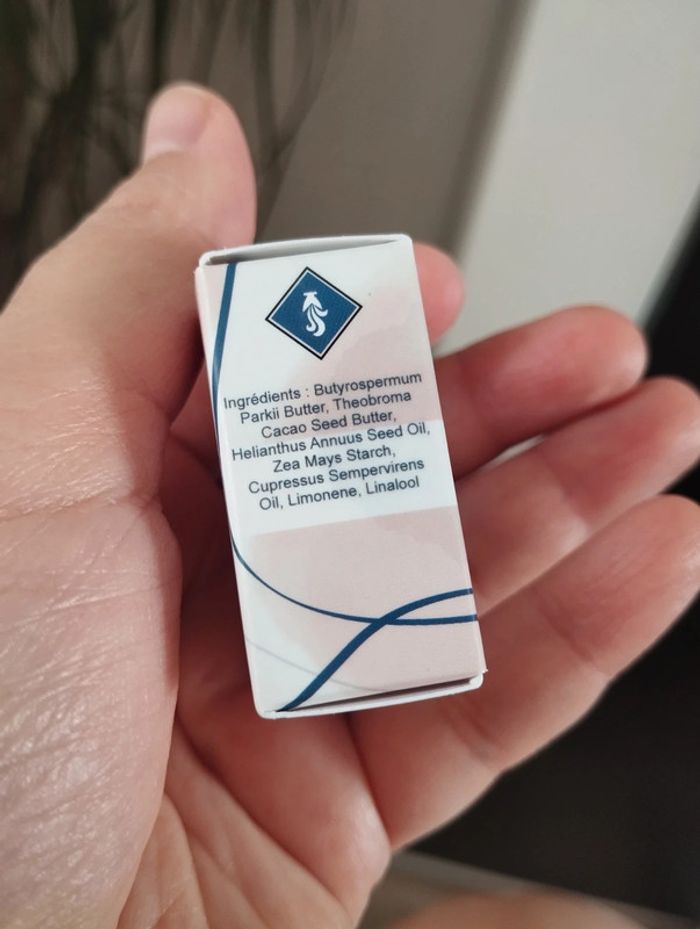 Ingrédients : Butyrospermum
Parkii Butter, Theobroma
Cacao Seed Butter,
Helianthus Annuus Seed Oil,
Zea Mays Starch,
Cupressus Sempervirens
Oil, Limonene, Linalool